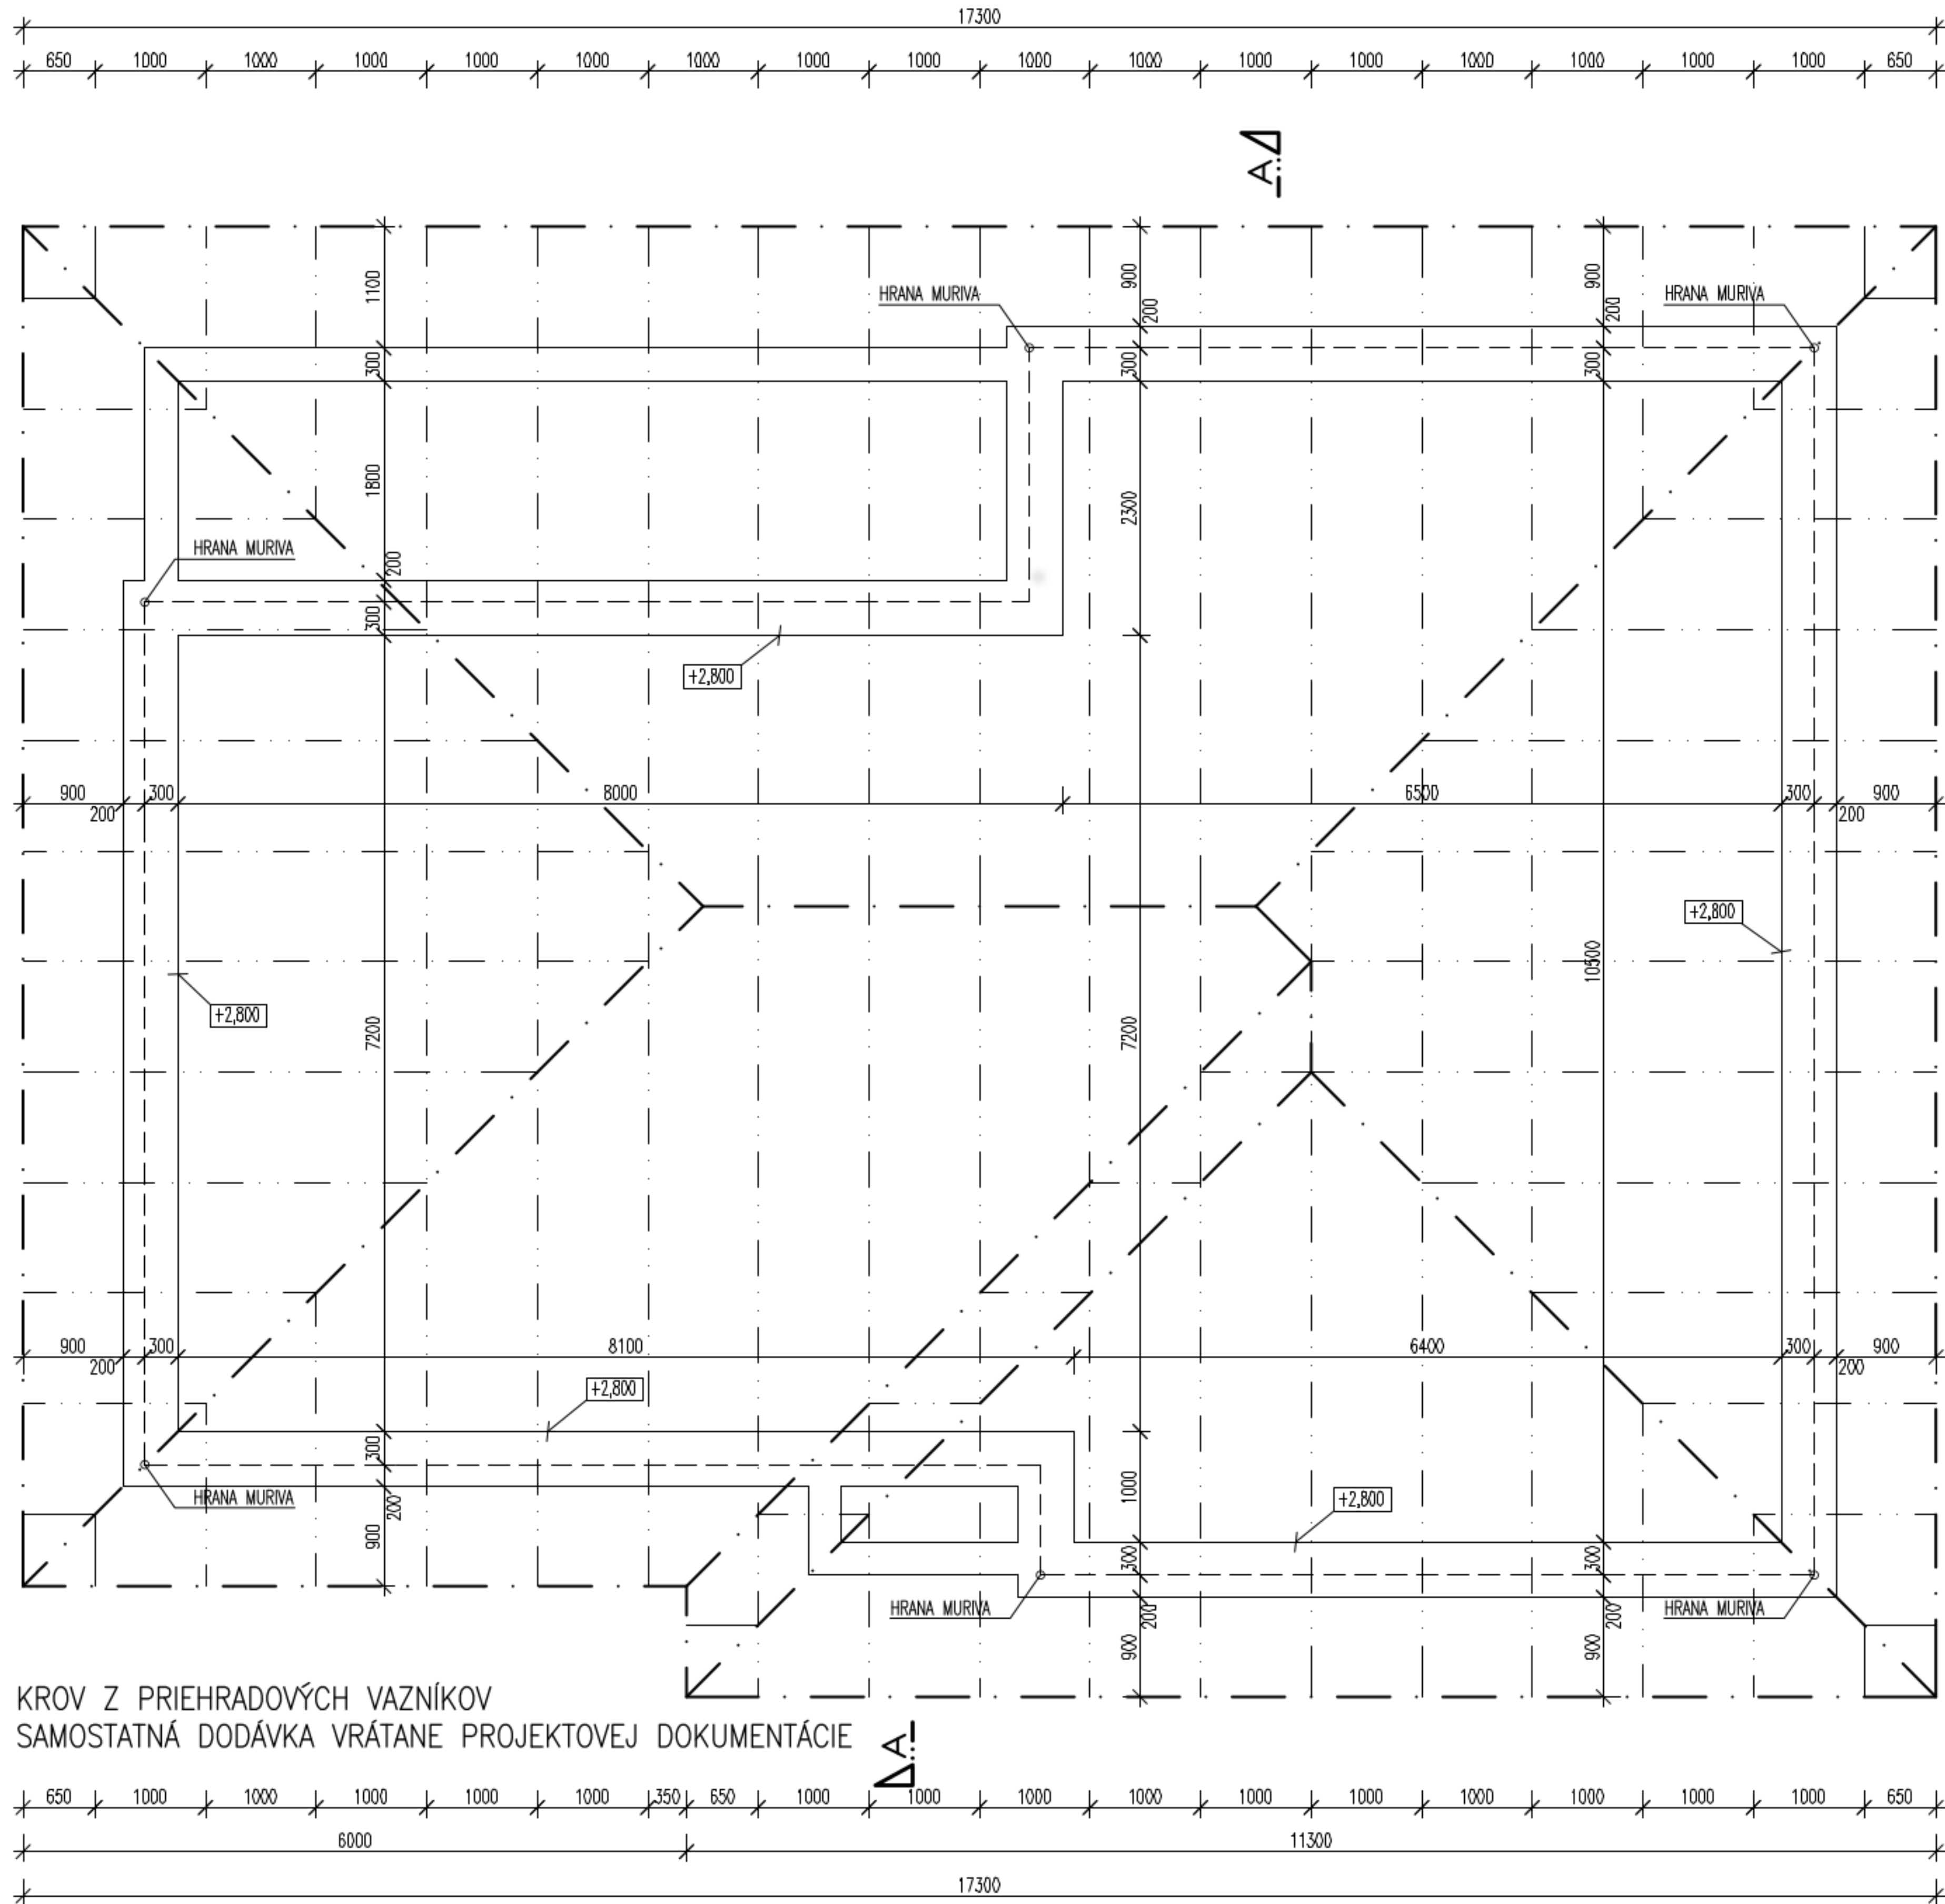 17300
650 1000 1000 1000 1000 1000 1000 1000 1000 1000 1000 1000 1000 1000 1000 1000 1000 650
A
1100 900 200 900 200
HRANA MURIVA HRANA MURIVA
300 300 300
1800 2300
HRANA MURIVA 200
300
+2,800
900 200 300 8000 6500 300 200 900
+2,800
10500
+2,800
7200 7200
900 200 300 8100 6400 300 200 900
+2,800
300 1000
HRANA MURIVA +2,800
900 200
300 300
HRANA MURIVA HRANA MURIVA
200 200
900 900
KROV Z PRIEHRADOVÝCH VAZNÍKOV
SAMOSTATNÁ DODÁVKA VRÁTANE PROJEKTOVEJ DOKUMENTÁCIE
A
650 1000 1000 1000 1000 1000 350 650 1000 1000 1000 1000 1000 1000 1000 1000 1000 1000 650
6000 11300
17300